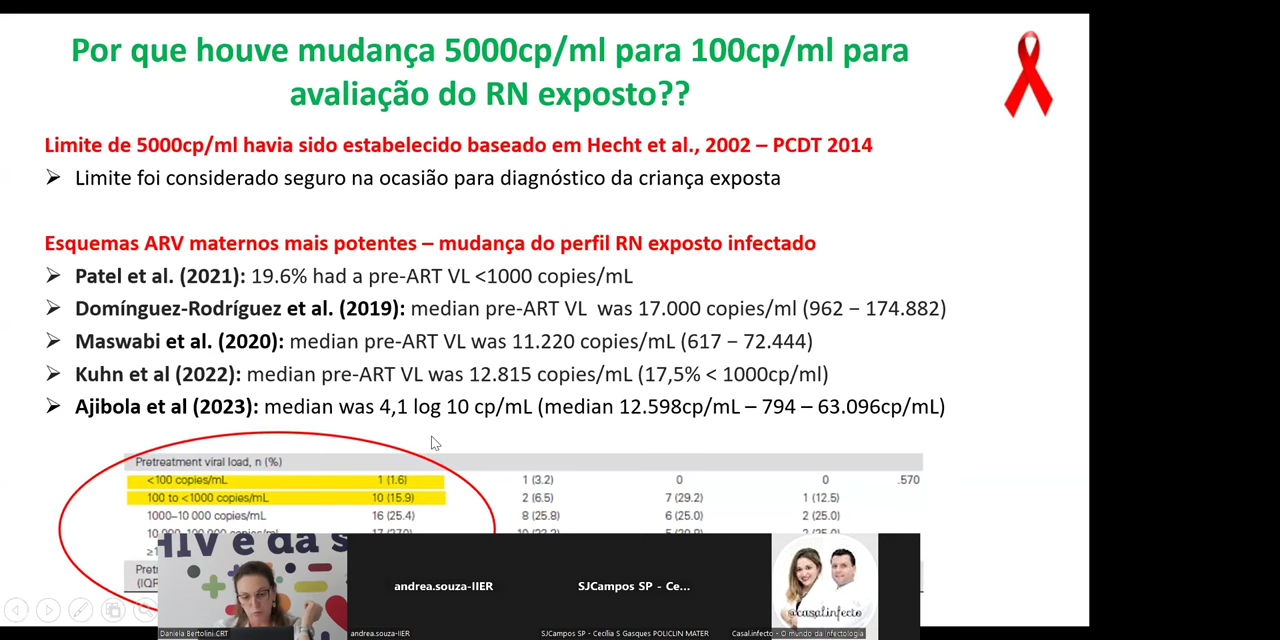 Por que houve mudança 5000cp/ml para 100cp/ml para
avaliação do RN exposto??
Limite de 5000cp/ml havia sido estabelecido baseado em Hecht et al., 2002 – PCDT 2014
➢ Limite foi considerado seguro na ocasião para diagnóstico da criança exposta
Esquemas ARV maternos mais potentes – mudança do perfil RN exposto infectado
➢ Patel et al. (2021): 19.6% had a pre-ART VL <1000 copies/mL
➢ Domínguez-Rodríguez et al. (2019): median pre-ART VL was 17.000 copies/ml (962 – 174.882)
➢ Maswabi et al. (2020): median pre-ART VL was 11.220 copies/mL (617 – 72.444)
➢ Kuhn et al (2022): median pre-ART VL was 12.815 copies/mL (17,5% < 1000cp/ml)
➢ Ajibola et al (2023): median was 4,1 log 10 cp/mL (median 12.598cp/mL – 794 – 63.096cp/mL)
Pretreatment viral load, n (%)
<100 copies/mL 1 (1.6) 1 (3.2) 0 0 .570
100 to <1000 copies/mL 10 (15.9) 2 (6.5) 7 (29.2) 1 (12.5)
1000–10 000 copies/mL 16 (25.4) 8 (25.8) 6 (25.0) 2 (25.0)
HIV e da s
andrea.souza-IIER
SJCampos SP - Ce...
@casal.infecto
Daniela Bertolini CRT
andrea.souza-IIER
SJCampos SP - Cecília S Gasques POLICLIN MATER
Casal.infecto - O mundo da infectologia